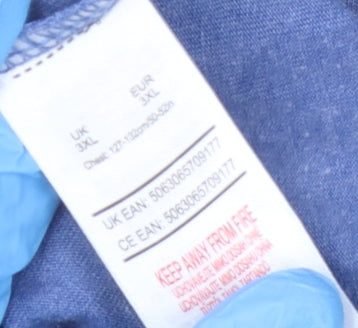 UK EUR
3XL 3XL
Chest: 127-132cm/50-52in
UK EAN: 5063065709177
CE EAN: 5063065709177
KEEP AWAY FROM FIRE